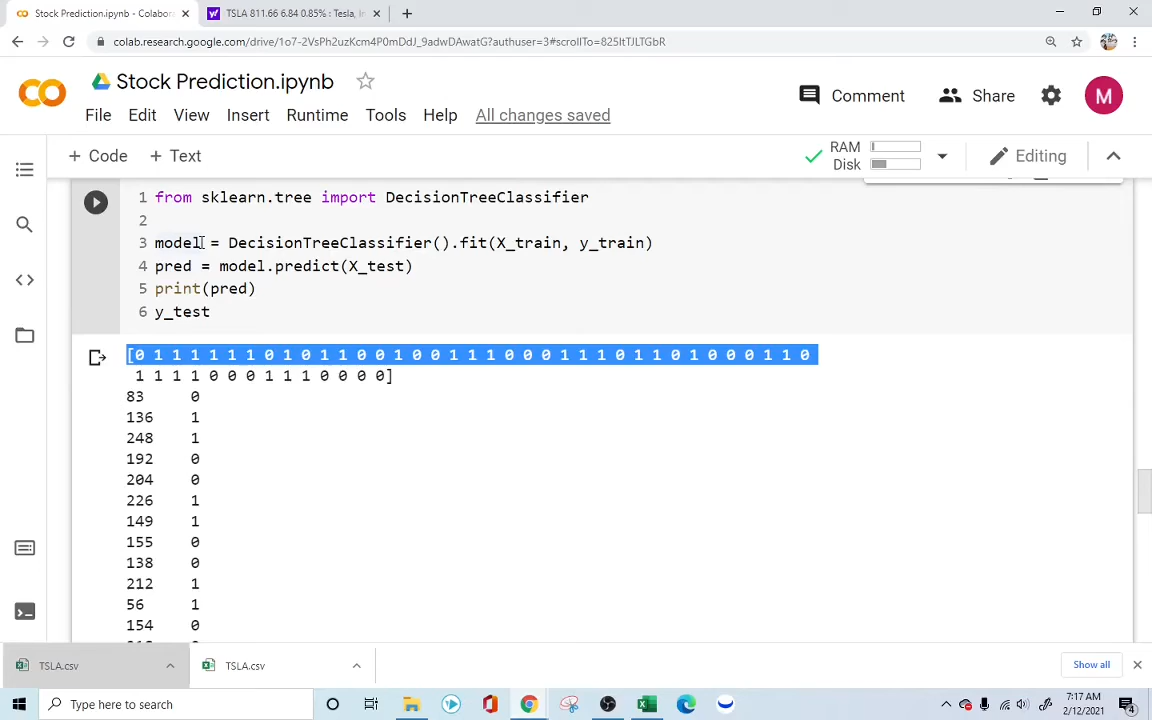 Stock Prediction.ipynb - Colabora
TSLA 811.66 6.84 0.85% : Tesla, I
colab.research.google.com/drive/1o7-2VsPh2uzKcm4P0mDdJ_9adwDAwatG?authuser=3#scrollTo=825ItTJLTGbR
Stock Prediction.ipynb
Comment
Share
M
File Edit View Insert Runtime Tools Help All changes saved
+ Code + Text
RAM
Disk
Editing
1 from sklearn.tree import DecisionTreeClassifier
2
3 model = DecisionTreeClassifier().fit(X_train, y_train)
4 pred = model.predict(X_test)
5 print(pred)
6 y_test
[0 1 1 1 1 1 1 0 1 0 1 1 0 0 1 0 0 1 1 1 0 0 0 1 1 1 0 1 1 0 1 0 0 0 1 1 0
1 1 1 1 0 0 0 1 1 1 0 0 0 0]
83 0
136 1
248 1
192 0
204 0
226 1
149 1
155 0
138 0
212 1
56 1
154 0
TSLA.csv
TSLA.csv
Show all
Type here to search
7:17 AM
2/12/2021
4